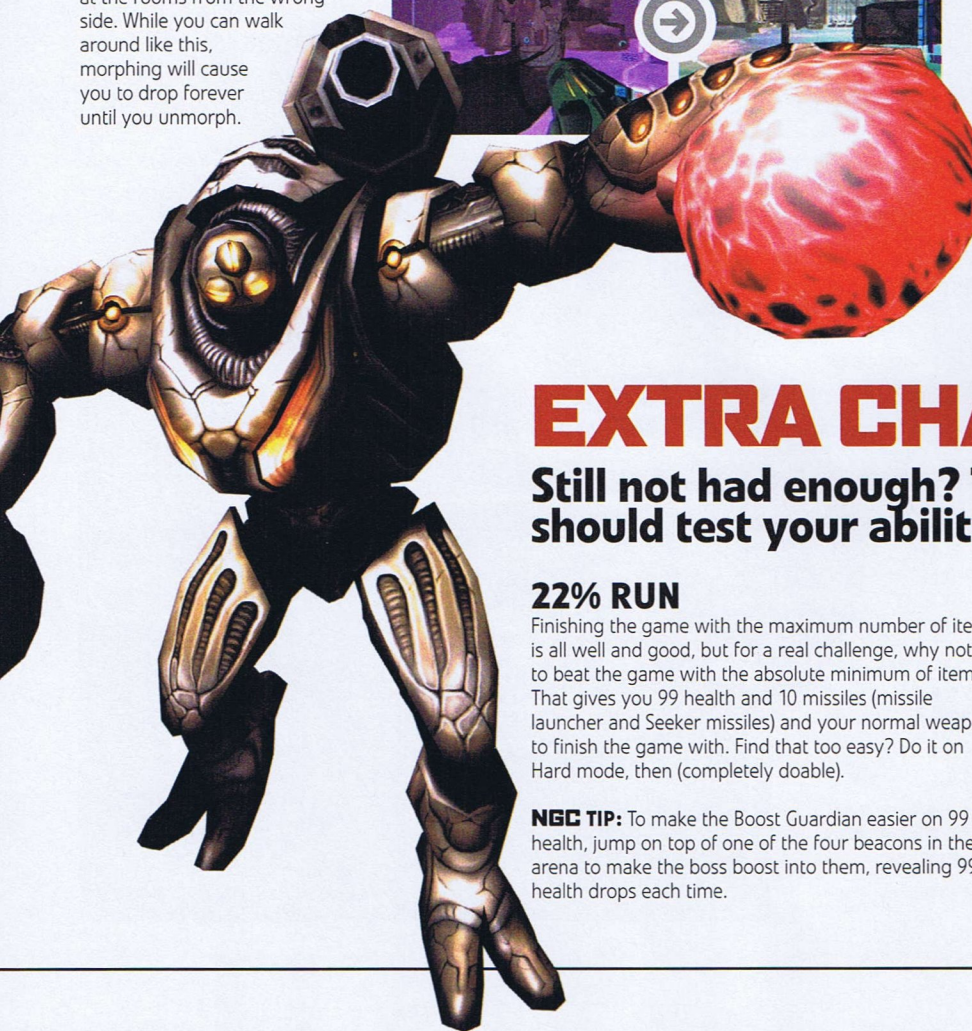 side. While you can walk
around like this,
morphing will cause
you to drop forever
until you unmorph.
EXTRA CHA
Still not had enough?
should test your abilit
22% RUN
Finishing the game with the maximum number of ite
is all well and good, but for a real challenge, why not
to beat the game with the absolute minimum of item
That gives you 99 health and 10 missiles (missile
launcher and Seeker missiles) and your normal weap
to finish the game with. Find that too easy? Do it on
Hard mode, then (completely doable).
NGC TIP: To make the Boost Guardian easier on 99
health, jump on top of one of the four beacons in the
arena to make the boss boost into them, revealing 99
health drops each time.